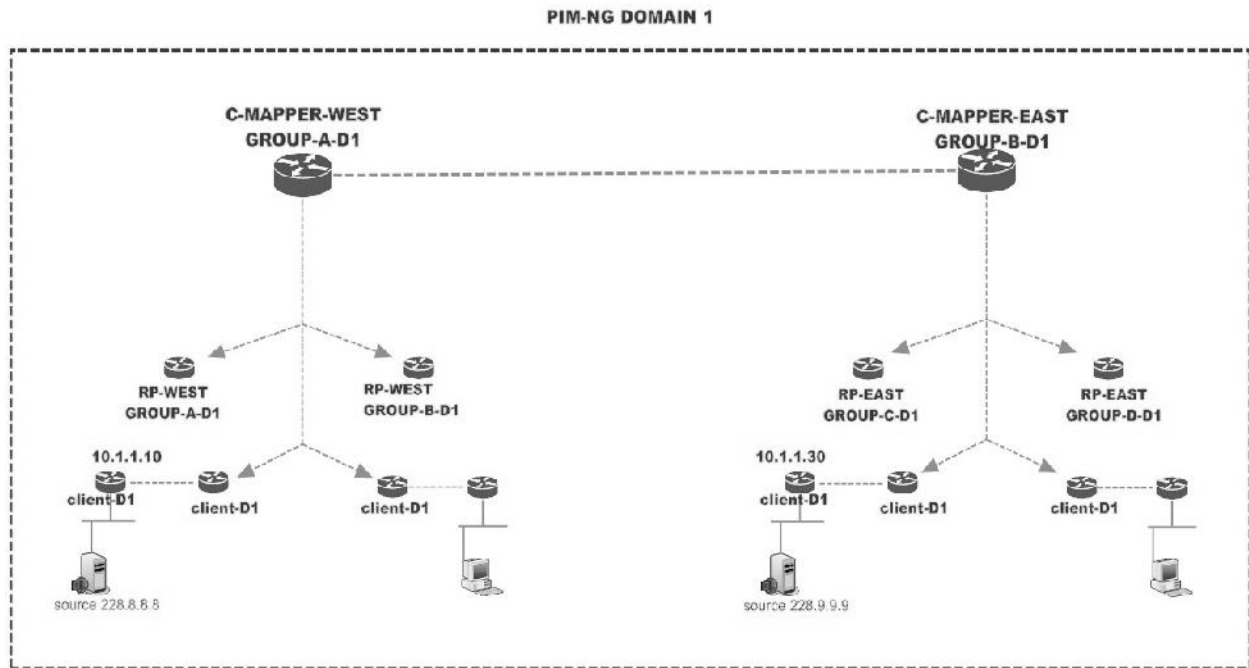 PIM-NG DOMAIN 1
C-MAPPER-WEST
GROUP-A-D1
C-MAPPER-EAST
GROUP-B-D1
RP-WEST
GROUP-A-D1
RP-WEST
GROUP-B-D1
RP-EAST
GROUP-C-D1
RP-EAST
GROUP-D-D1
10.1.1.10
client-D1
client-D1
client-D1
10.1.1.30
client-D1
client-D1
client-D1
source 228.8.8.8
source 228.9.9.9